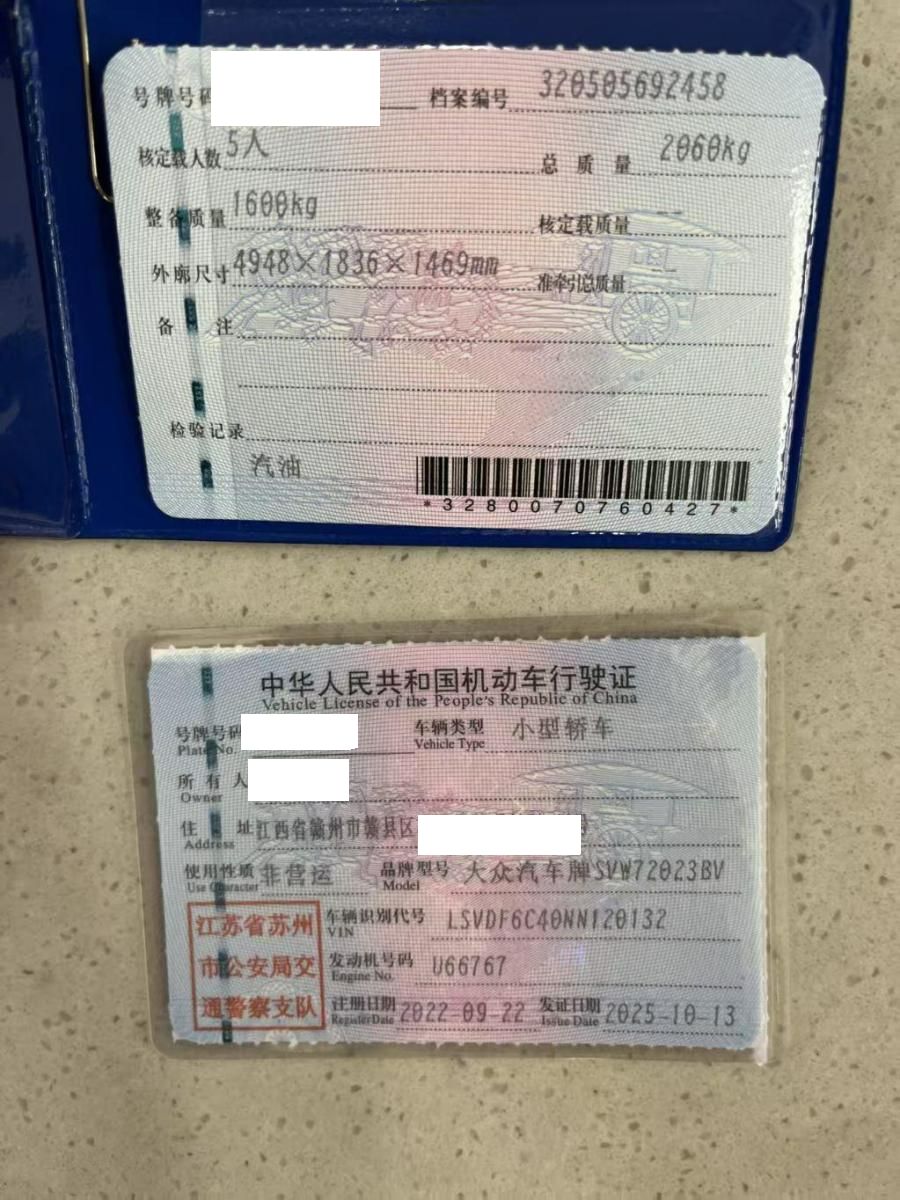 号牌号码 档案编号 320505692458
核定载人数 5人 总质量 2060kg
整备质量 1600kg 核定载质量 --
外廓尺寸 4948×1836×1469mm 准牵引总质量 --
备注
检验记录
汽油
*3280070760427*
中华人民共和国机动车行驶证
Vehicle License of the People's Republic of China
号牌号码 车辆类型 小型轿车
Plate No. Vehicle Type
所有人
Owner
住址 江西省赣州市赣县区
Address
使用性质 非营运 品牌型号 大众汽车牌SVW72023BV
Use Character Model
江苏省苏州
市公安局交
通警察支队
车辆识别代号 LSVDF6C40NN120132
VIN
发动机号码 U66767
Engine No.
注册日期 2022-09-22 发证日期 2025-10-13
Register Date Issue Date